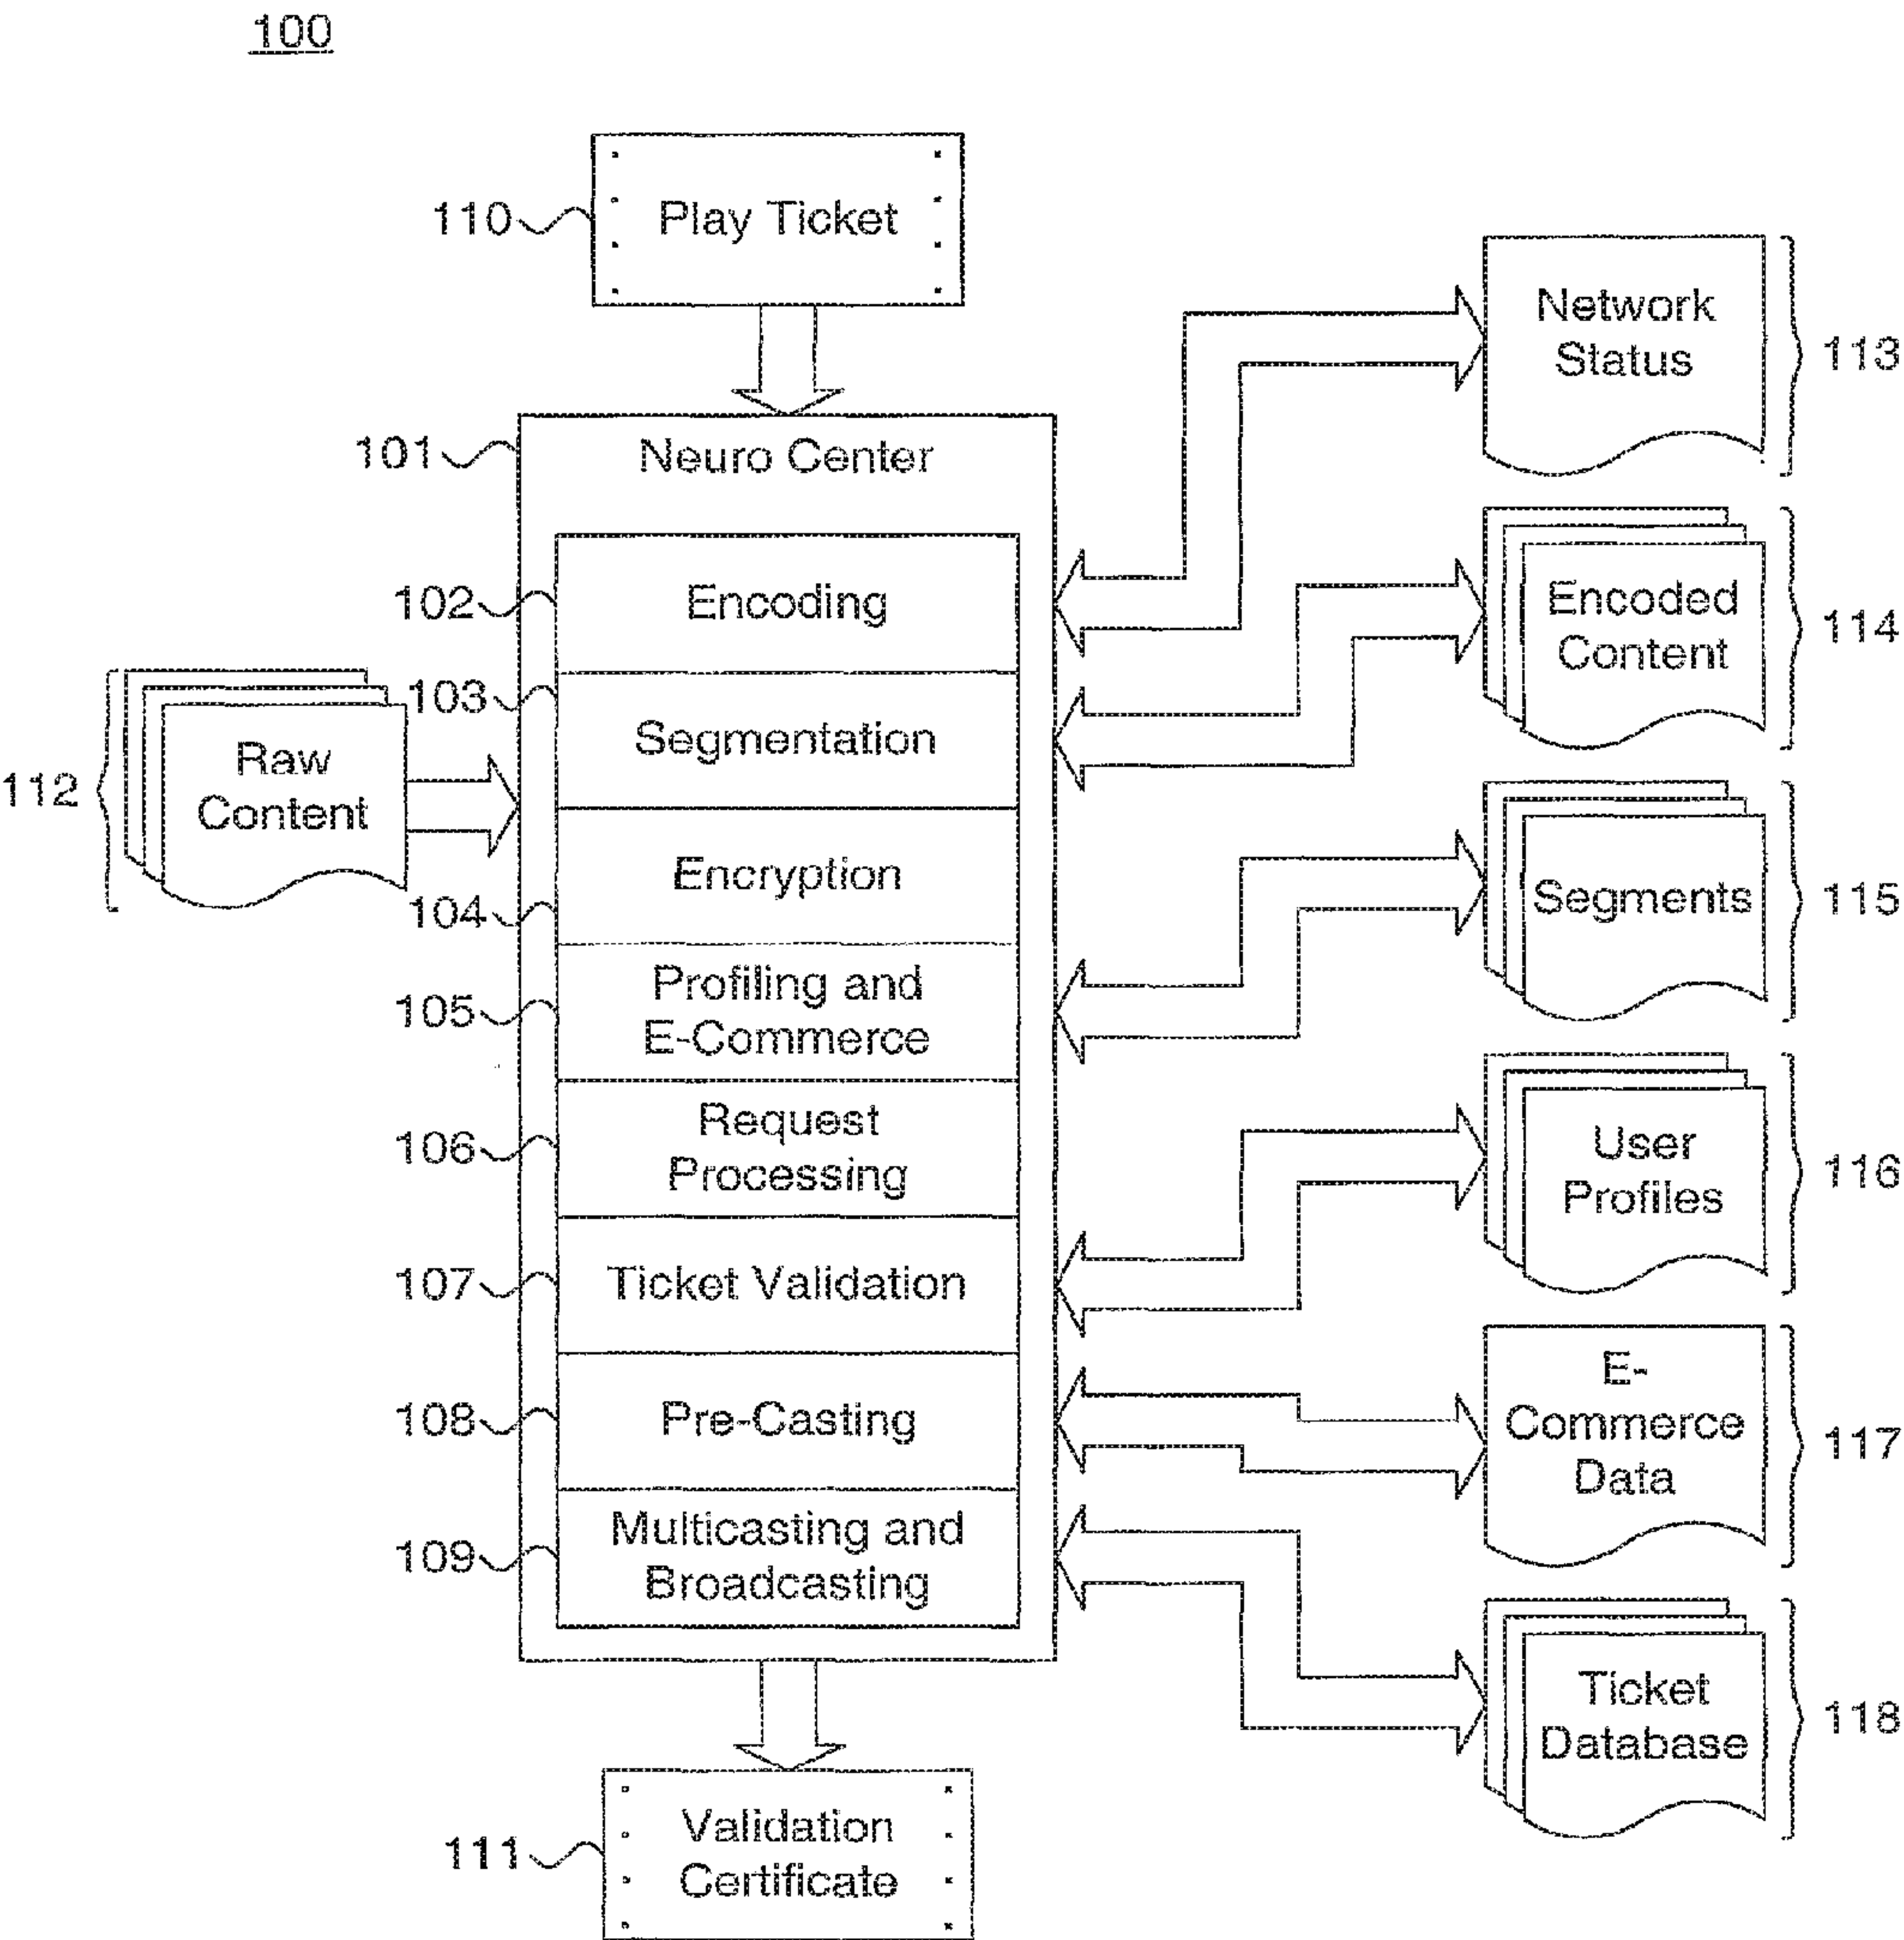 100
110
Play Ticket
Network
Status
113
101
Neuro Center
102
Encoding
Encoded
Content
114
103
Segmentation
112
Raw
Content
Encryption
104
Segments
115
105
Profiling and
E-Commerce
106
Request
Processing
User
Profiles
116
107
Ticket Validation
108
Pre-Casting
E-
Commerce
Data
117
109
Multicasting and
Broadcasting
Ticket
Database
118
111
Validation
Certificate